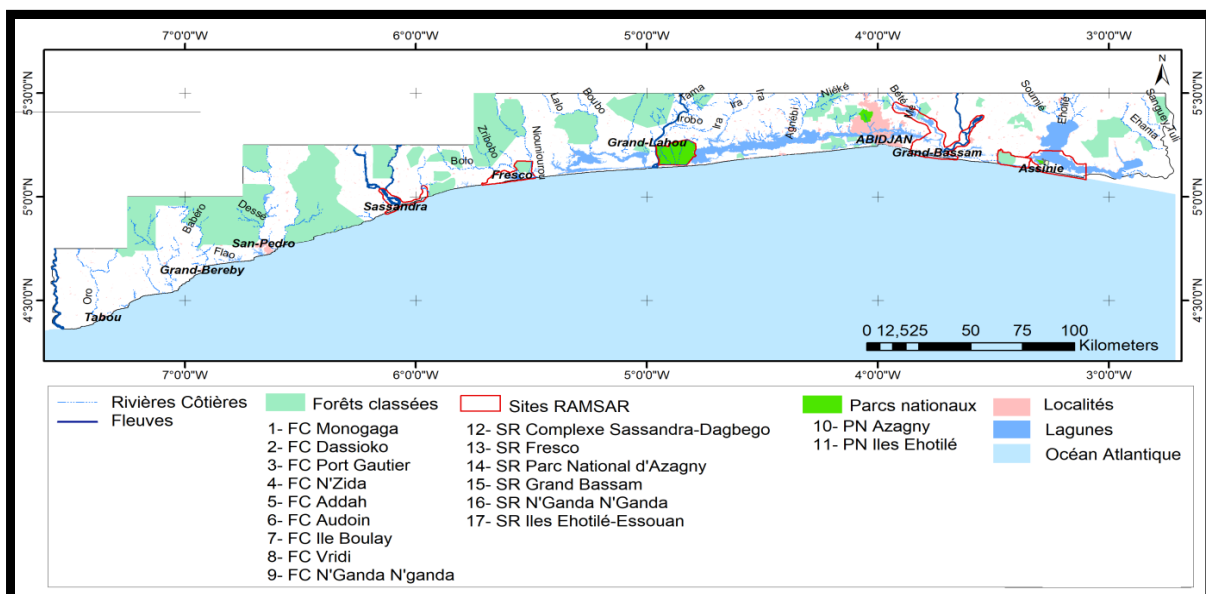 7°0'0"W 6°0'0"W 5°0'0"W 4°0'0"W 3°0'0"W
N
5°30'0"N 5°30'0"N
5°0'0"N 5°0'0"N
4°30'0"N 4°30'0"N
Lalo
Boubo
Tama
Irobo
Ira
Ira
Ira
Agnébi
Niéké
Bété
Mé
Soumié
Ehotié
Ehania
Sanguey
Tuli
Zribobo
Niouniourou
Bolo
Grand-Lahou
ABIDJAN
Grand-Bassam
Fresco
Assinie
Sassandra
Babéro
Dessé
San-Pedro
Flao
Grand-Bereby
Oro
Tabou
0 12,525 50 75 100
Kilometers
7°0'0"W 6°0'0"W 5°0'0"W 4°0'0"W 3°0'0"W
Rivières Côtières
Fleuves
Forêts classées
1- FC Monogaga
2- FC Dassioko
3- FC Port Gautier
4- FC N'Zida
5- FC Addah
6- FC Audoin
7- FC Ile Boulay
8- FC Vridi
9- FC N'Ganda N'ganda
Sites RAMSAR
12- SR Complexe Sassandra-Dagbego
13- SR Fresco
14- SR Parc National d'Azagny
15- SR Grand Bassam
16- SR N'Ganda N'Ganda
17- SR Iles Ehotilé-Essouan
Parcs nationaux
10- PN Azagny
11- PN Iles Ehotilé
Localités
Lagunes
Océan Atlantique